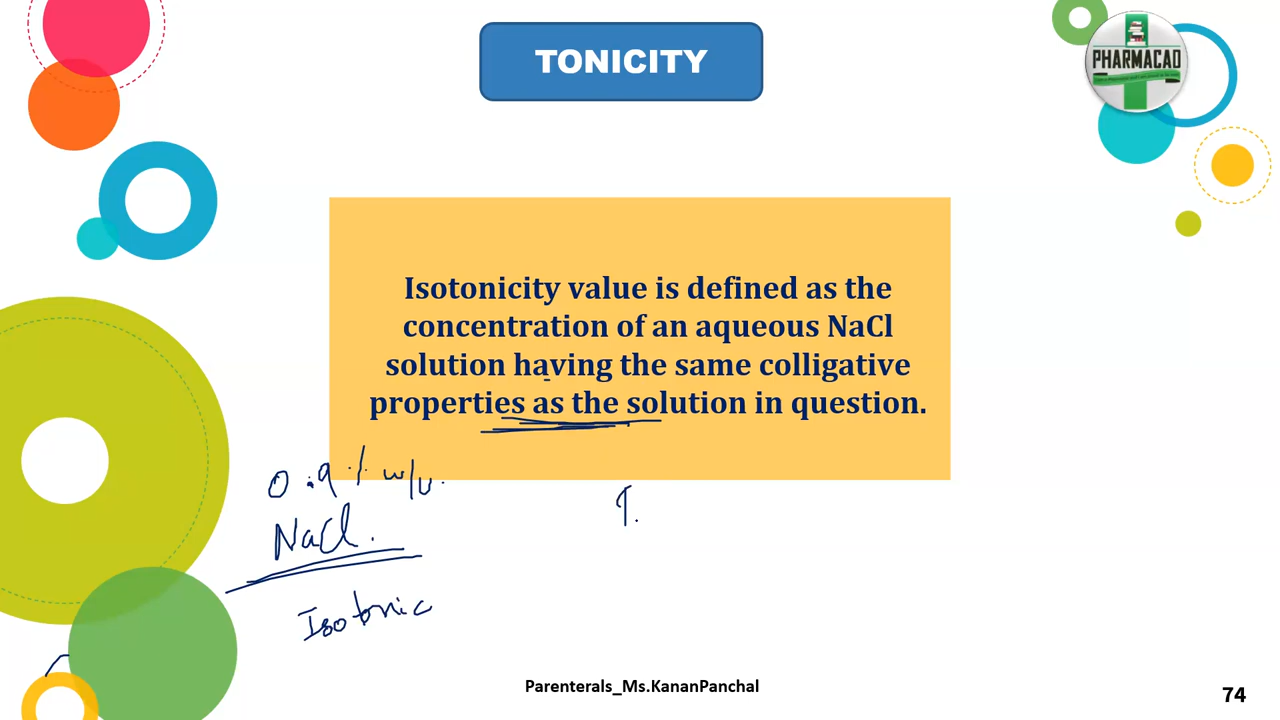 TONICITY
PHARMACAD
Isotonicity value is defined as the
concentration of an aqueous NaCl
solution having the same colligative
properties as the solution in question.
0.9 % w/v.
NaCl.
Isotonic
Parenterals_Ms.KananPanchal
74